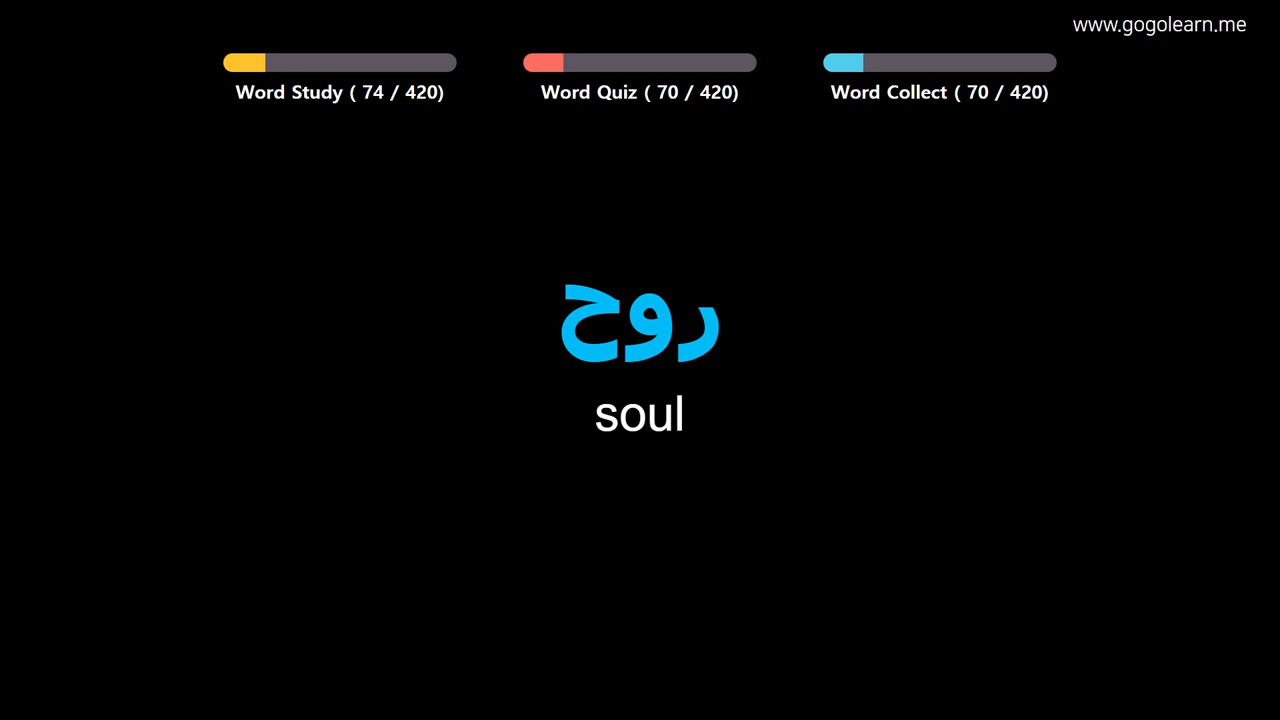 www.gogolearn.me
Word Study ( 74 / 420)
Word Quiz ( 70 / 420)
Word Collect ( 70 / 420)
روح
soul